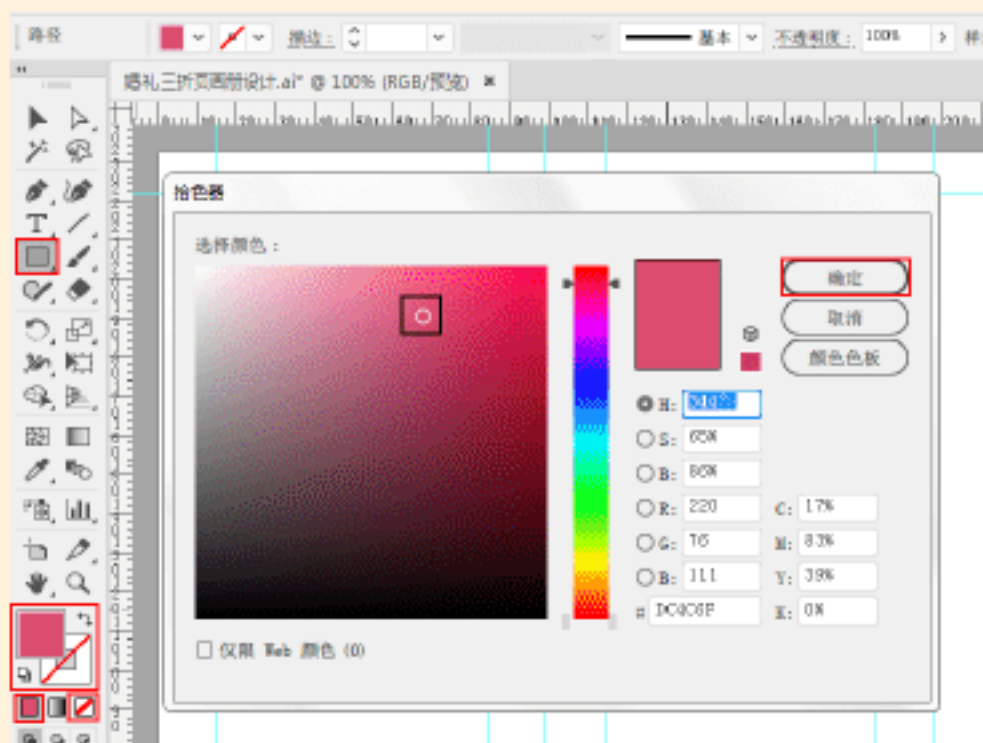 路径 描边： 基本 不透明度： 100%
婚礼三折页画册设计.ai* @ 100% (RGB/预览) ×
拾色器
选择颜色：
确定
取消
颜色色板
H:
S: 65%
B: 86%
R: 220 C: 17%
G: 76 M: 83%
B: 111 Y: 39%
# DC4C6F K: 0%
仅限 Web 颜色 (O)